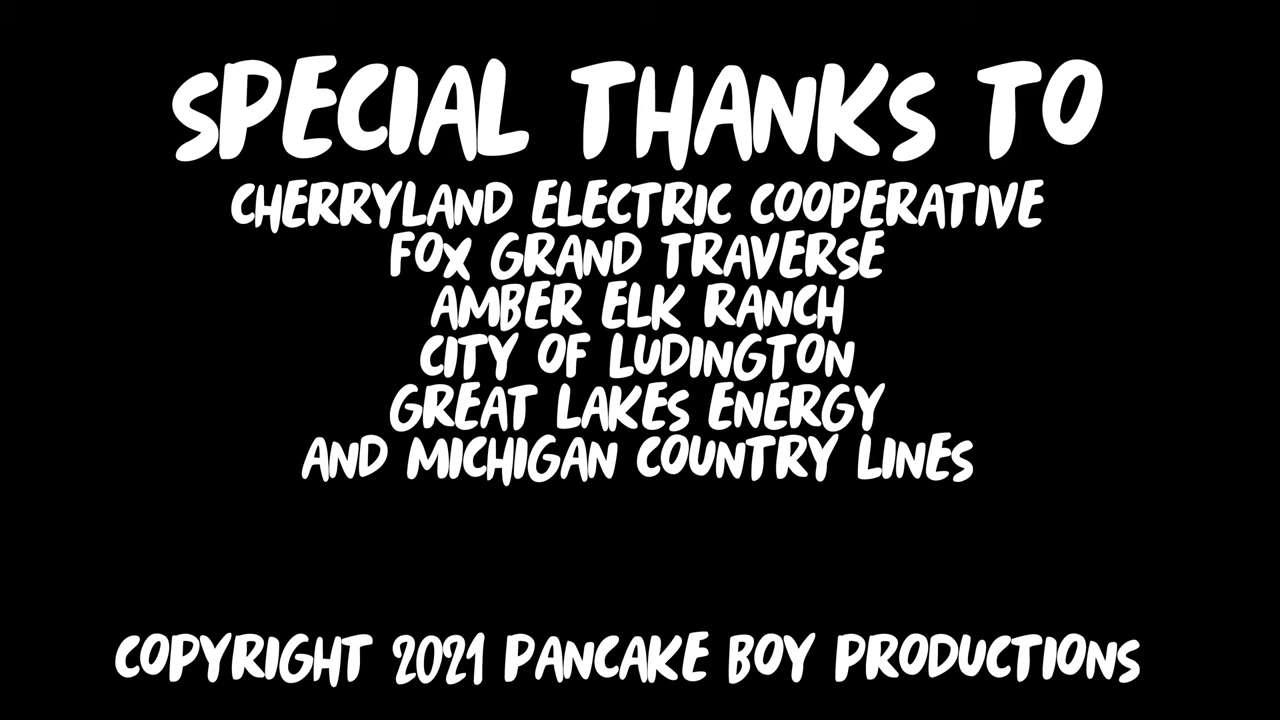 SPECIAL THANKS TO
CHERRYLAND ELECTRIC COOPERATIVE
FOX GRAND TRAVERSE
AMBER ELK RANCH
CITY OF LUDINGTON
GREAT LAKES ENERGY
AND MICHIGAN COUNTRY LINES
COPYRIGHT 2021 PANCAKE BOY PRODUCTIONS